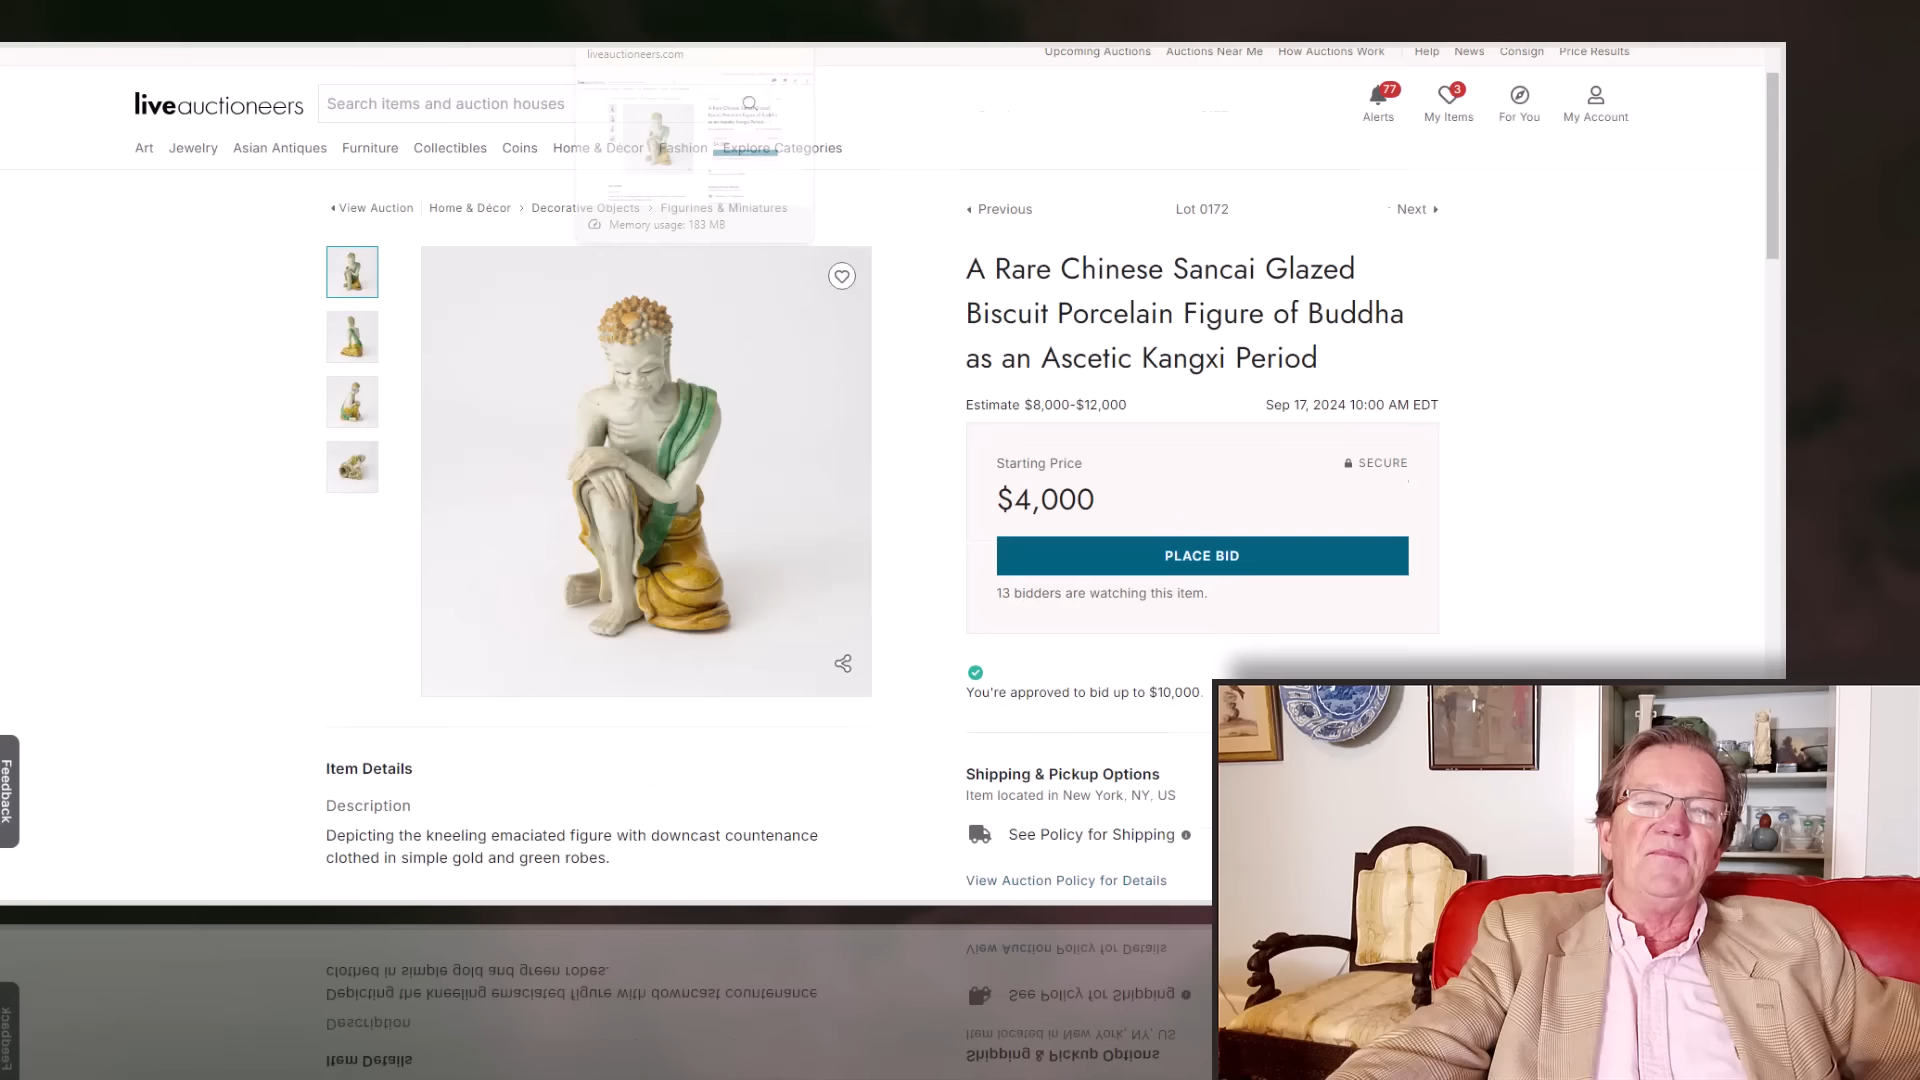 liveauctioneers.com
Upcoming Auctions Auctions Near Me How Auctions Work Help News Consign Price Results
liveauctioneers
Search items and auction houses
77
3
Alerts My Items For You My Account
Art Jewelry Asian Antiques Furniture Collectibles Coins Home & Décor Fashion Explore Categories
View Auction Home & Décor › Decorative Objects › Figurines & Miniatures
Memory usage: 183 MB
Previous Lot 0172 Next
A Rare Chinese Sancai Glazed
Biscuit Porcelain Figure of Buddha
as an Ascetic Kangxi Period
Estimate $8,000-$12,000 Sep 17, 2024 10:00 AM EDT
Starting Price SECURE
$4,000
PLACE BID
13 bidders are watching this item.
You're approved to bid up to $10,000.
Item Details
Description
Depicting the kneeling emaciated figure with downcast countenance
clothed in simple gold and green robes.
Shipping & Pickup Options
Item located in New York, NY, US
See Policy for Shipping
View Auction Policy for Details
Feedback